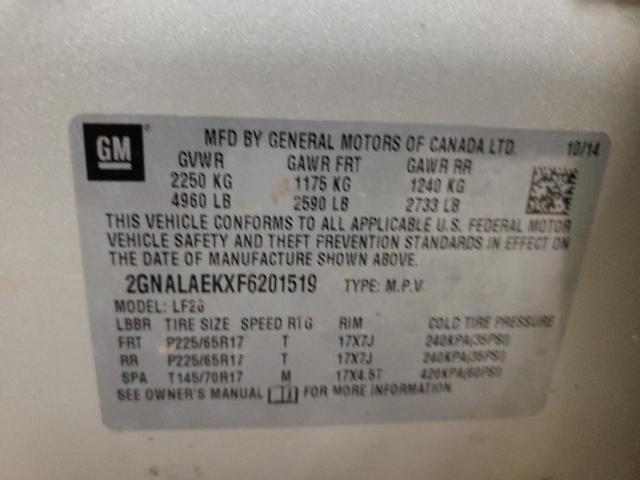 GM
MFD BY GENERAL MOTORS OF CANADA LTD. 10/14
GVWR GAWR FRT GAWR RR
2250 KG 1175 KG 1240 KG
4960 LB 2590 LB 2733 LB
THIS VEHICLE CONFORMS TO ALL APPLICABLE U.S. FEDERAL MOTOR
VEHICLE SAFETY AND THEFT PREVENTION STANDARDS IN EFFECT ON
THE DATE OF MANUFACTURE SHOWN ABOVE.
2GNALAEKXF6201519 TYPE: M.P.V.
MODEL: LF26
LBBR TIRE SIZE SPEED RTG RIM COLD TIRE PRESSURE
FRT P225/65R17 T 17X7J 240KPA(35PSI)
RR P225/65R17 T 17X7J 240KPA(35PSI)
SPA T145/70R17 M 17X4.5T 420KPA(60PSI)
SEE OWNER'S MANUAL FOR MORE INFORMATION